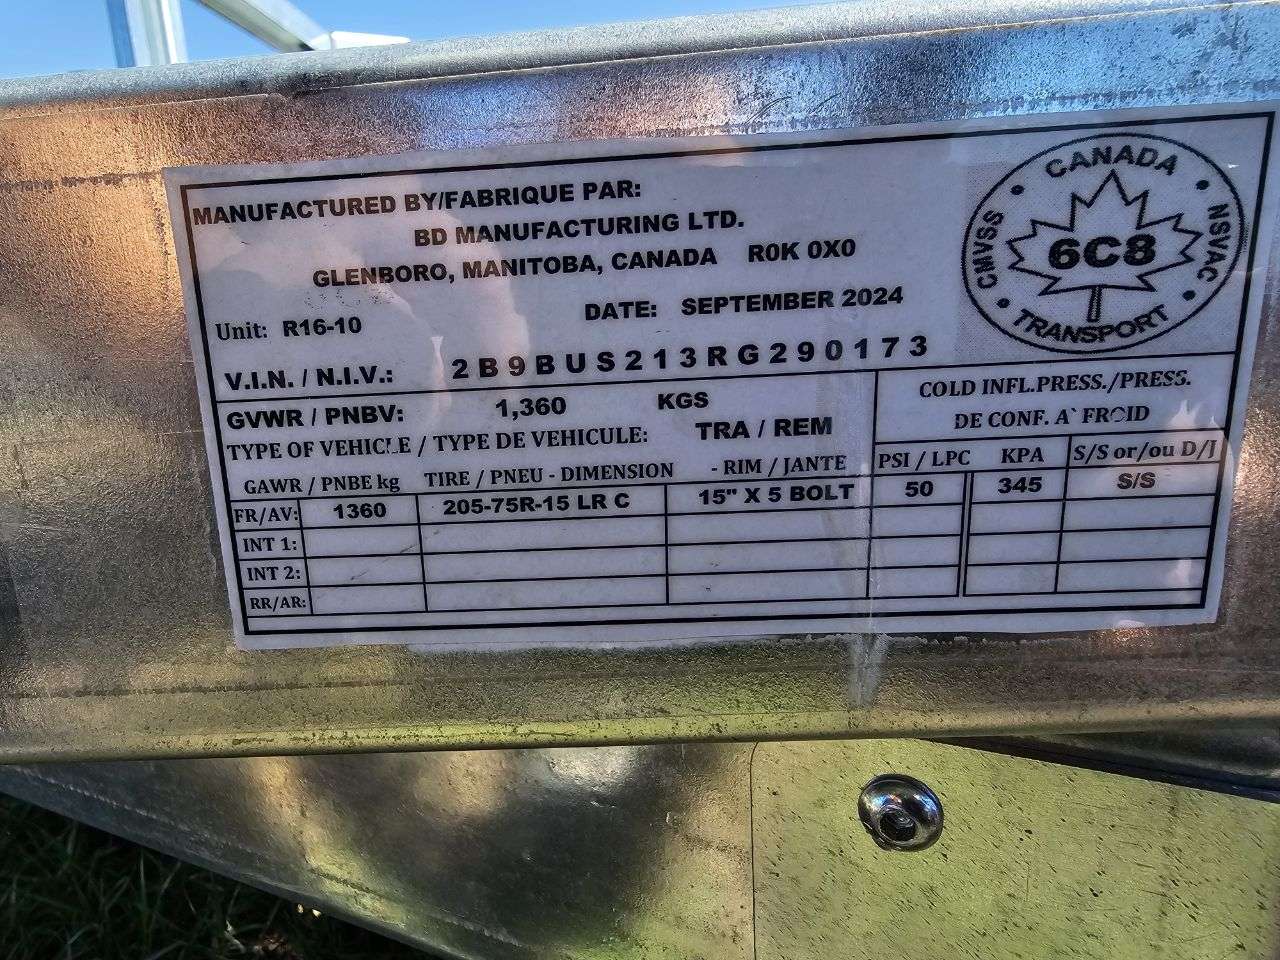 MANUFACTURED BY/FABRIQUE PAR:
BD MANUFACTURING LTD.
GLENBORO, MANITOBA, CANADA R0K 0X0
Unit: R16-10
DATE: SEPTEMBER 2024
V.I.N. / N.I.V.: 2B9BUS213RG290173
CANADA
CMVSS
6C8
NSVAC
TRANSPORT
GVWR / PNBV: 1,360 KGS
TYPE OF VEHICLE / TYPE DE VEHICULE: TRA / REM
COLD INFL.PRESS./PRESS.
DE CONF. A` FROID
GAWR / PNBE kg TIRE / PNEU - DIMENSION - RIM / JANTE PSI / LPC KPA S/S or/ou D/J
FR/AV: 1360 205-75R-15 LR C 15" X 5 BOLT 50 345 S/S
INT 1:
INT 2:
RR/AR: